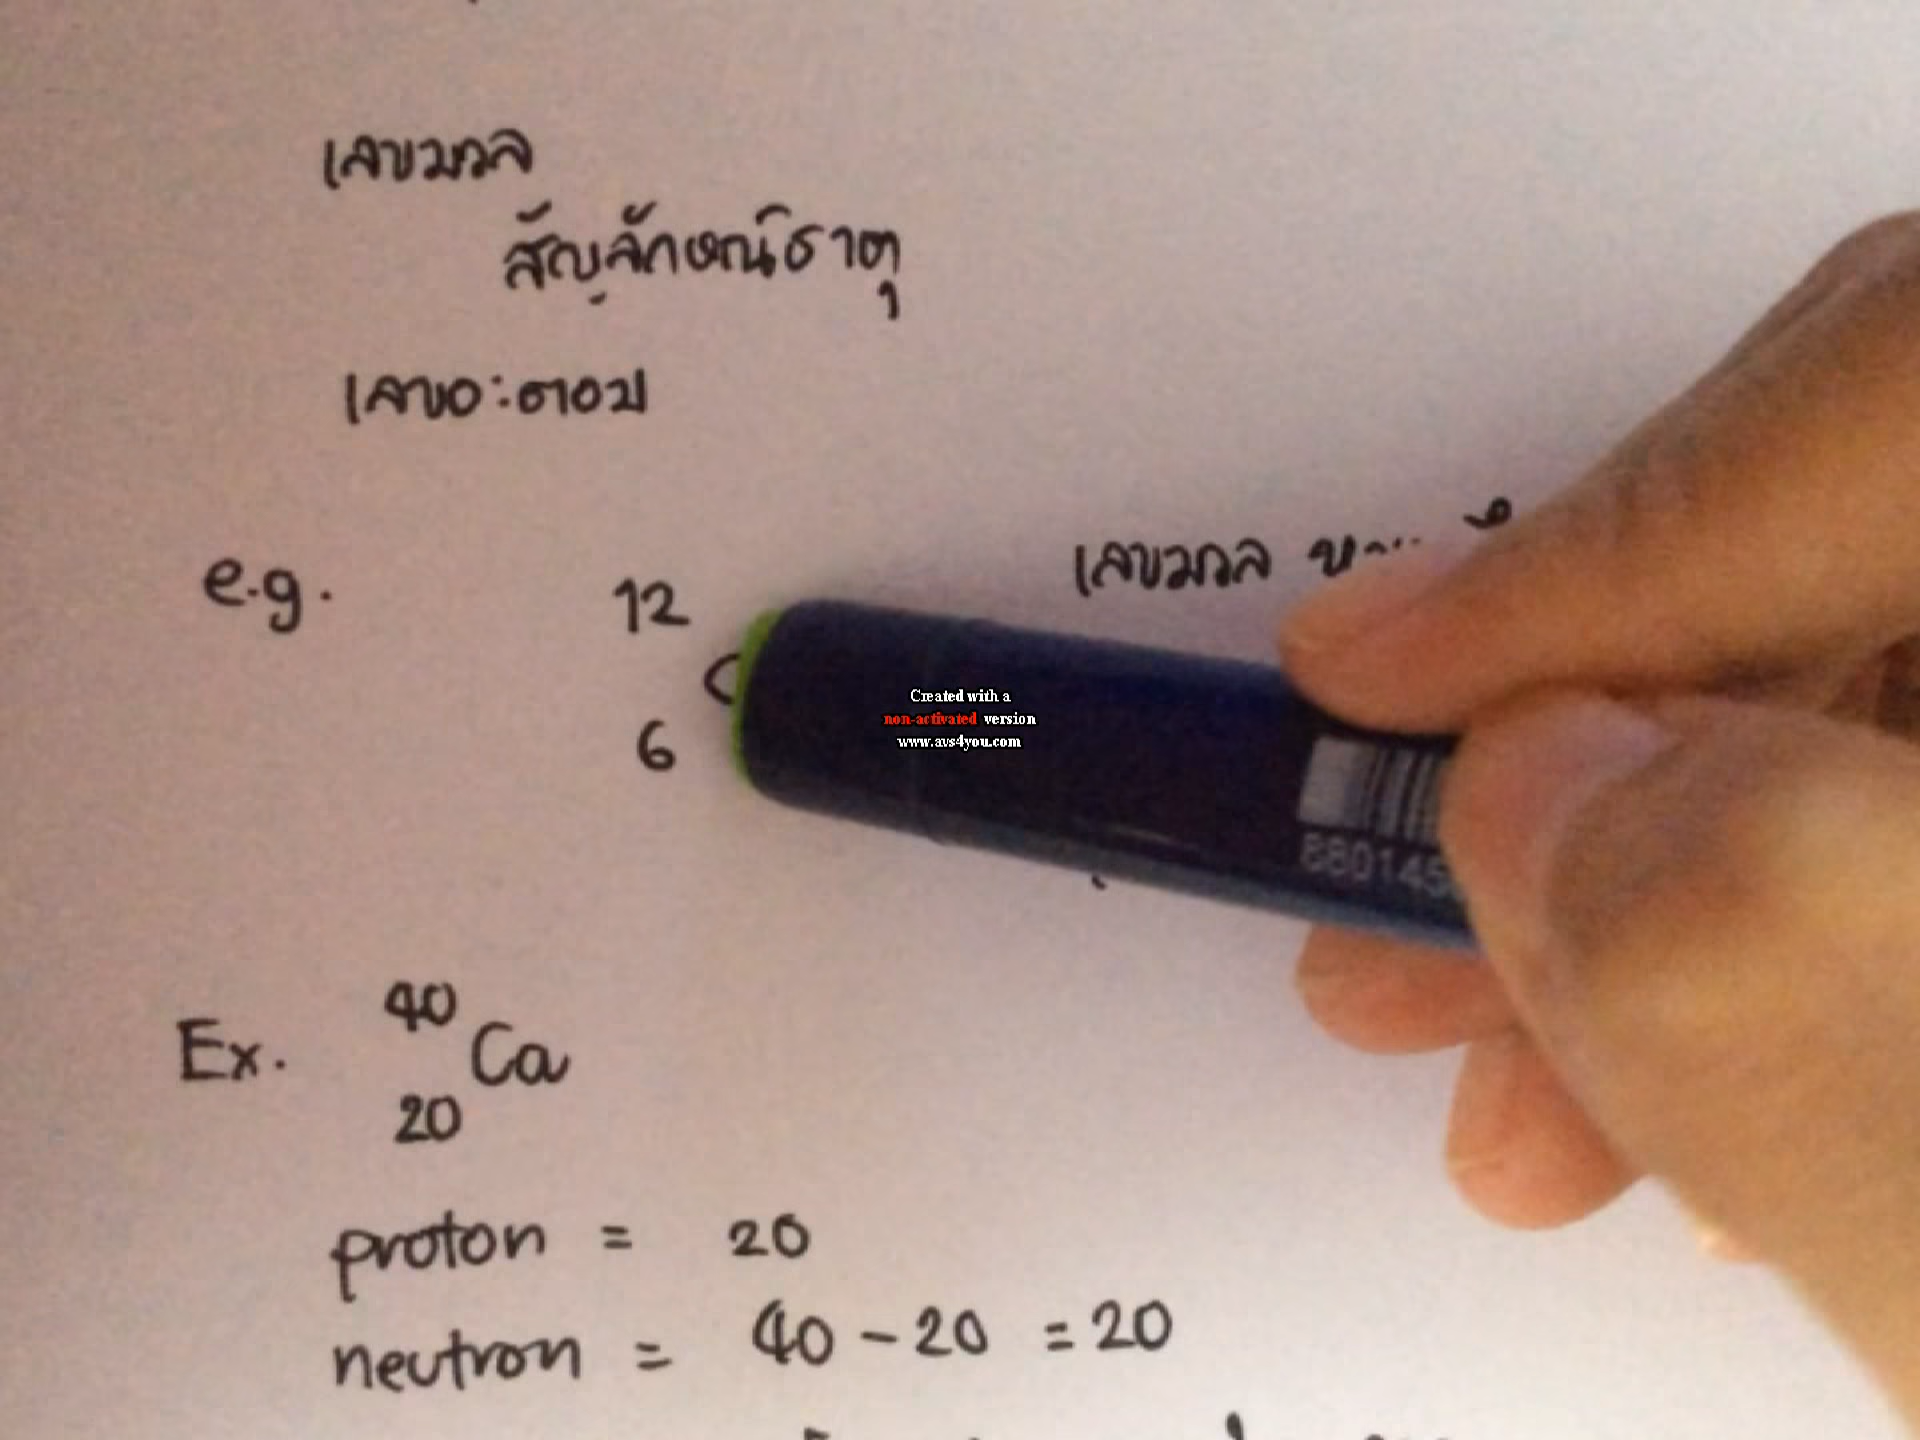 เลขมวล
สัญลักษณ์ธาตุ
เลขอะตอม
e.g.
12
เลขมวล
C
6
Created with a
non-activated version
www.avs4you.com
880145
40
Ex. Ca
20
proton = 20
neutron = 40 - 20 = 20